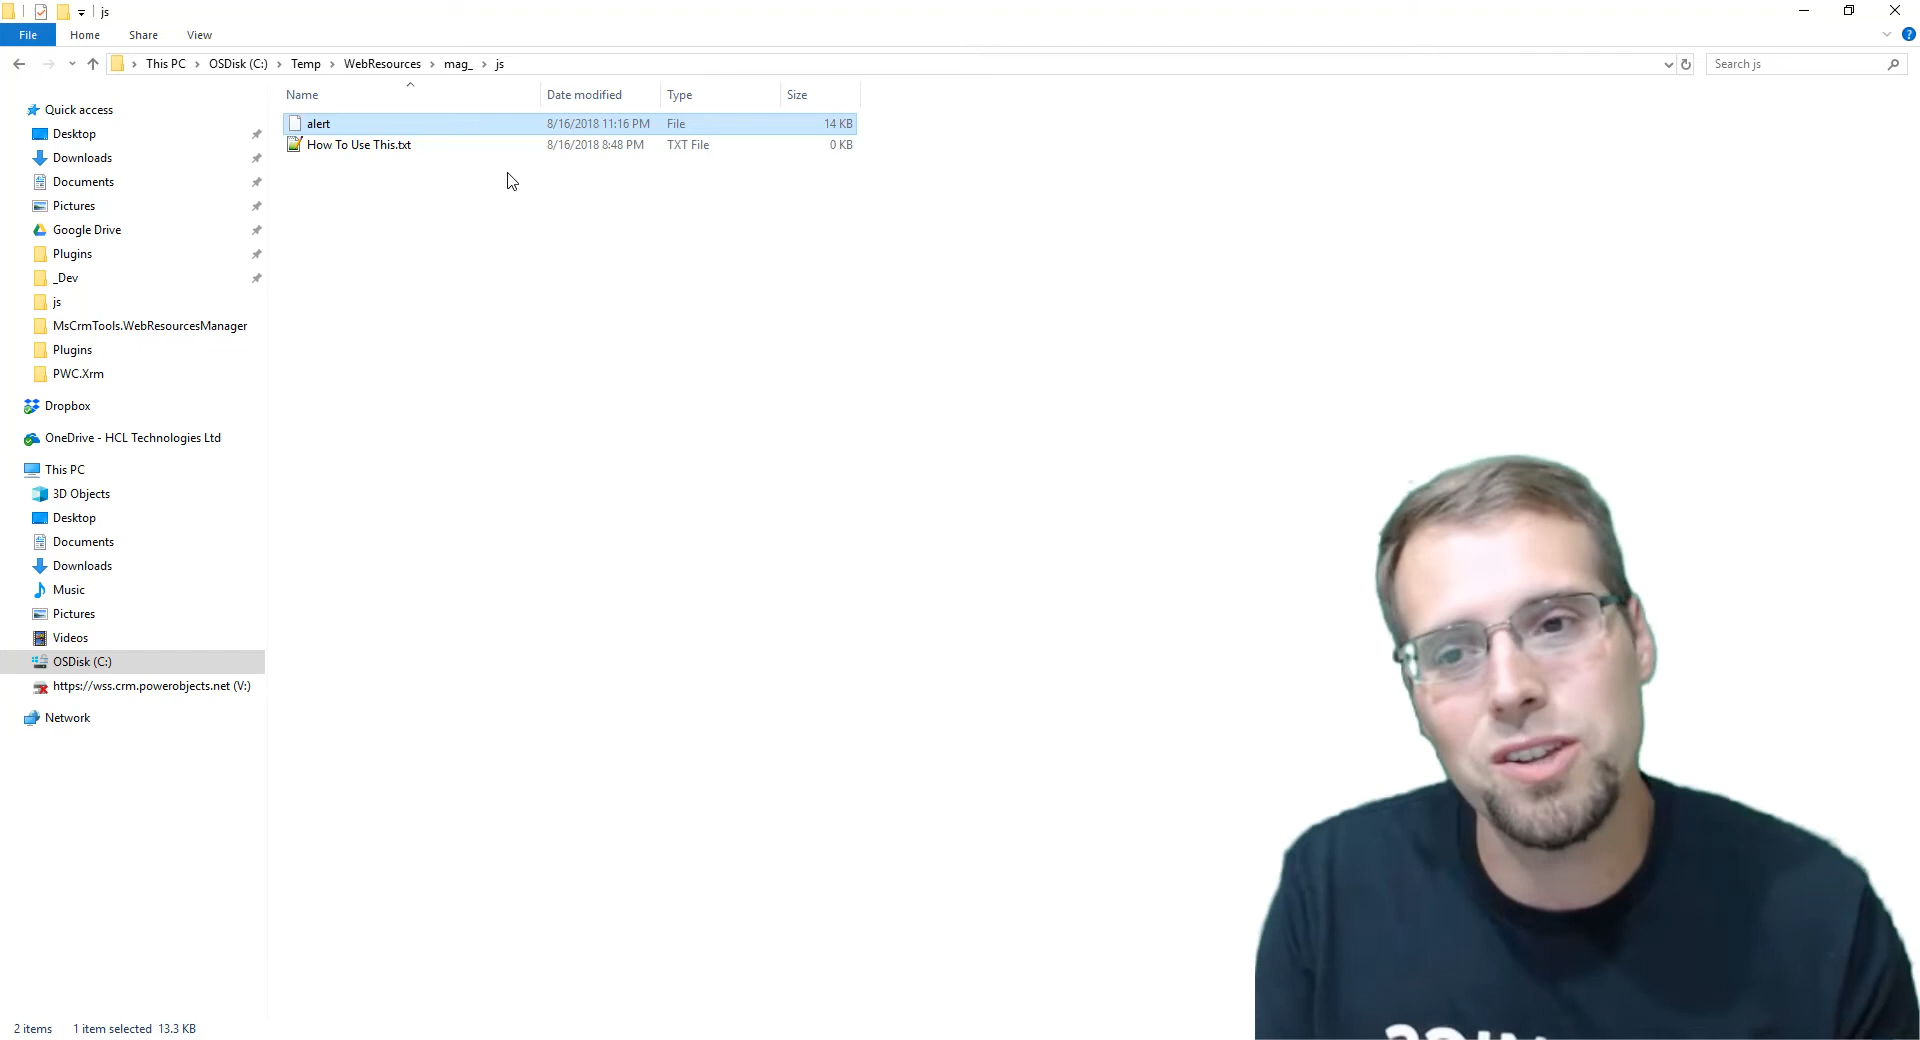 js
File Home Share View
This PC OSDisk (C:) Temp WebResources mag_ js Search js
Name Date modified Type Size
alert 8/16/2018 11:16 PM File 14 KB
How To Use This.txt 8/16/2018 8:48 PM TXT File 0 KB
Quick access
Desktop
Downloads
Documents
Pictures
Google Drive
Plugins
_Dev
js
MsCrmTools.WebResourcesManager
Plugins
PWC.Xrm
Dropbox
OneDrive - HCL Technologies Ltd
This PC
3D Objects
Desktop
Documents
Downloads
Music
Pictures
Videos
OSDisk (C:)
https://wss.crm.powerobjects.net (V:)
Network
2 items 1 item selected 13.3 KB